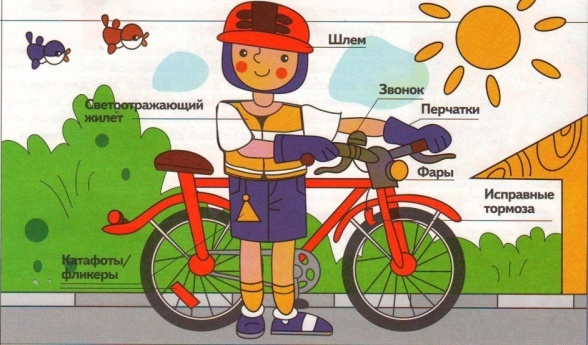 Шлем
Звонок
Светоотражающий
жилет
Перчатки
Фары
Исправные
тормоза
Катафоты/
фликеры